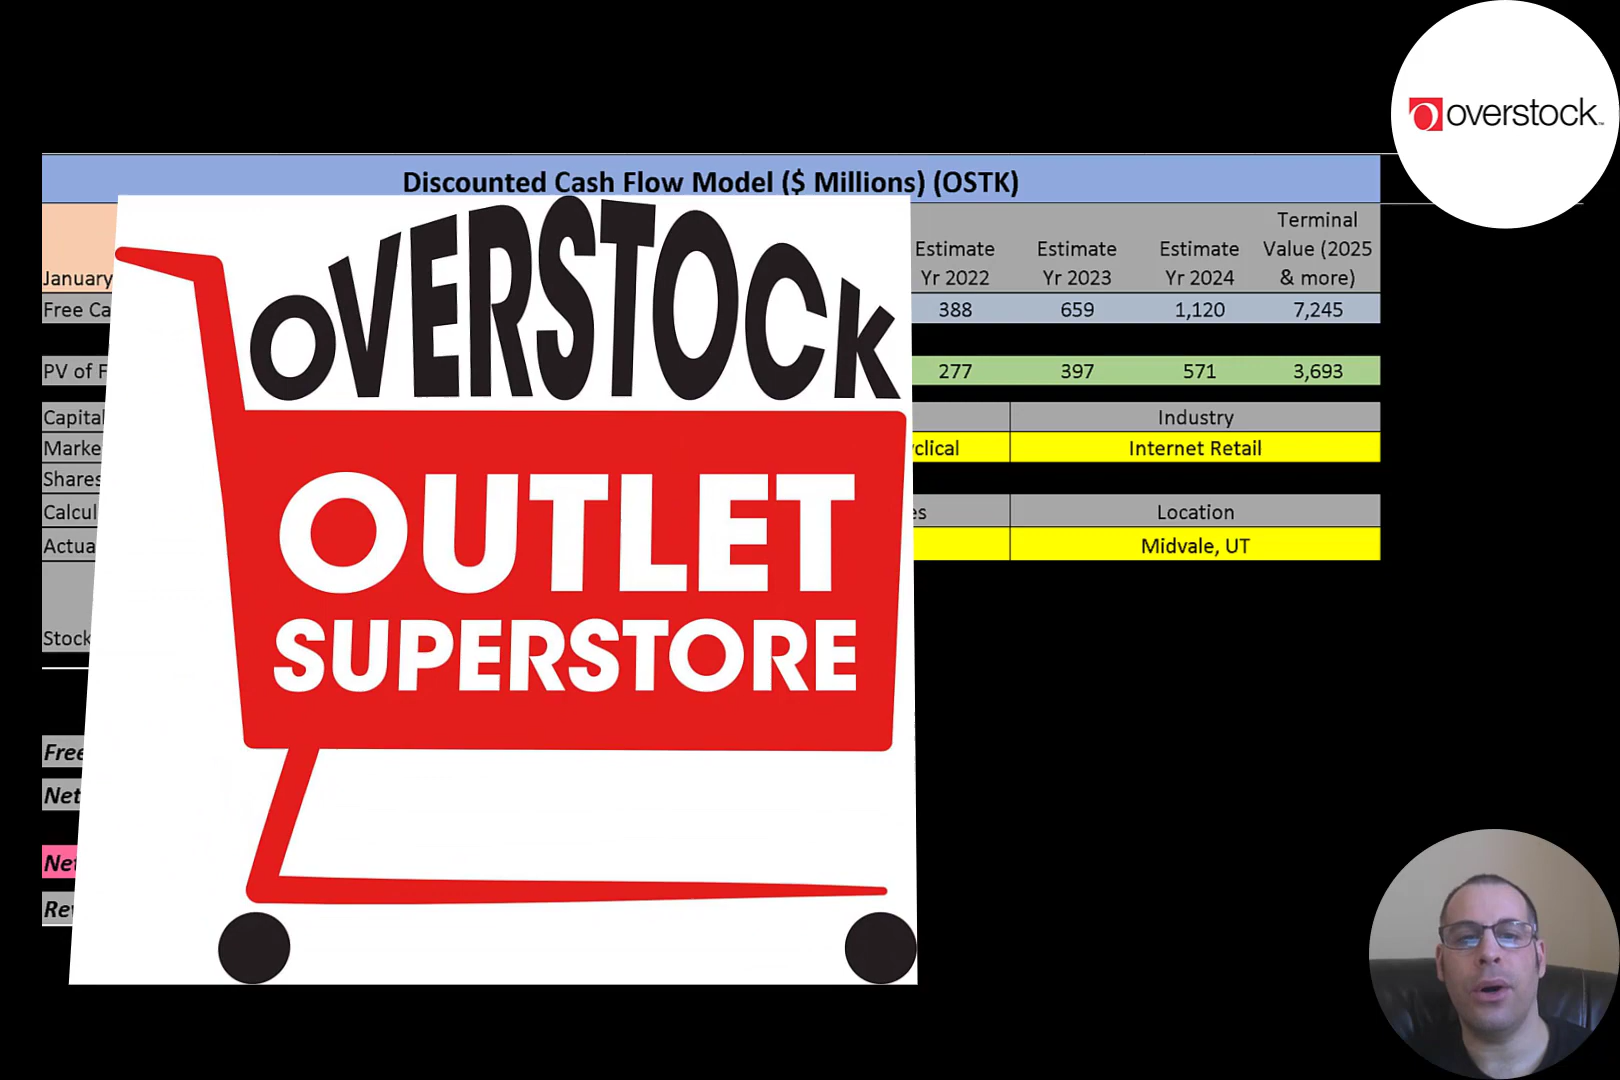 overstock™
Discounted Cash Flow Model ($ Millions) (OSTK)
January
Estimate Yr 2022
Estimate Yr 2023
Estimate Yr 2024
Terminal Value (2025 & more)
Free Ca
388 659 1,120 7,245
PV of F
277 397 571 3,693
Capital
Industry
Marke
clical
Internet Retail
Shares
Calcul
es
Location
Actua
Midvale, UT
Stock
Free
Net
Net
Rev
OVERSTOCK
OUTLET
SUPERSTORE